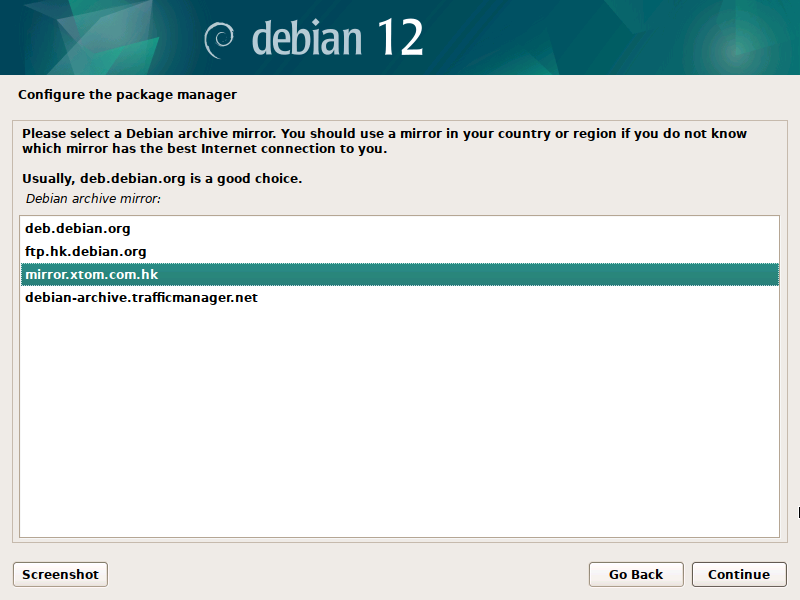 debian 12
Configure the package manager
Please select a Debian archive mirror. You should use a mirror in your country or region if you do not know
which mirror has the best Internet connection to you.
Usually, deb.debian.org is a good choice.
Debian archive mirror:
deb.debian.org
ftp.hk.debian.org
mirror.xtom.com.hk
debian-archive.trafficmanager.net
Screenshot
Go Back
Continue